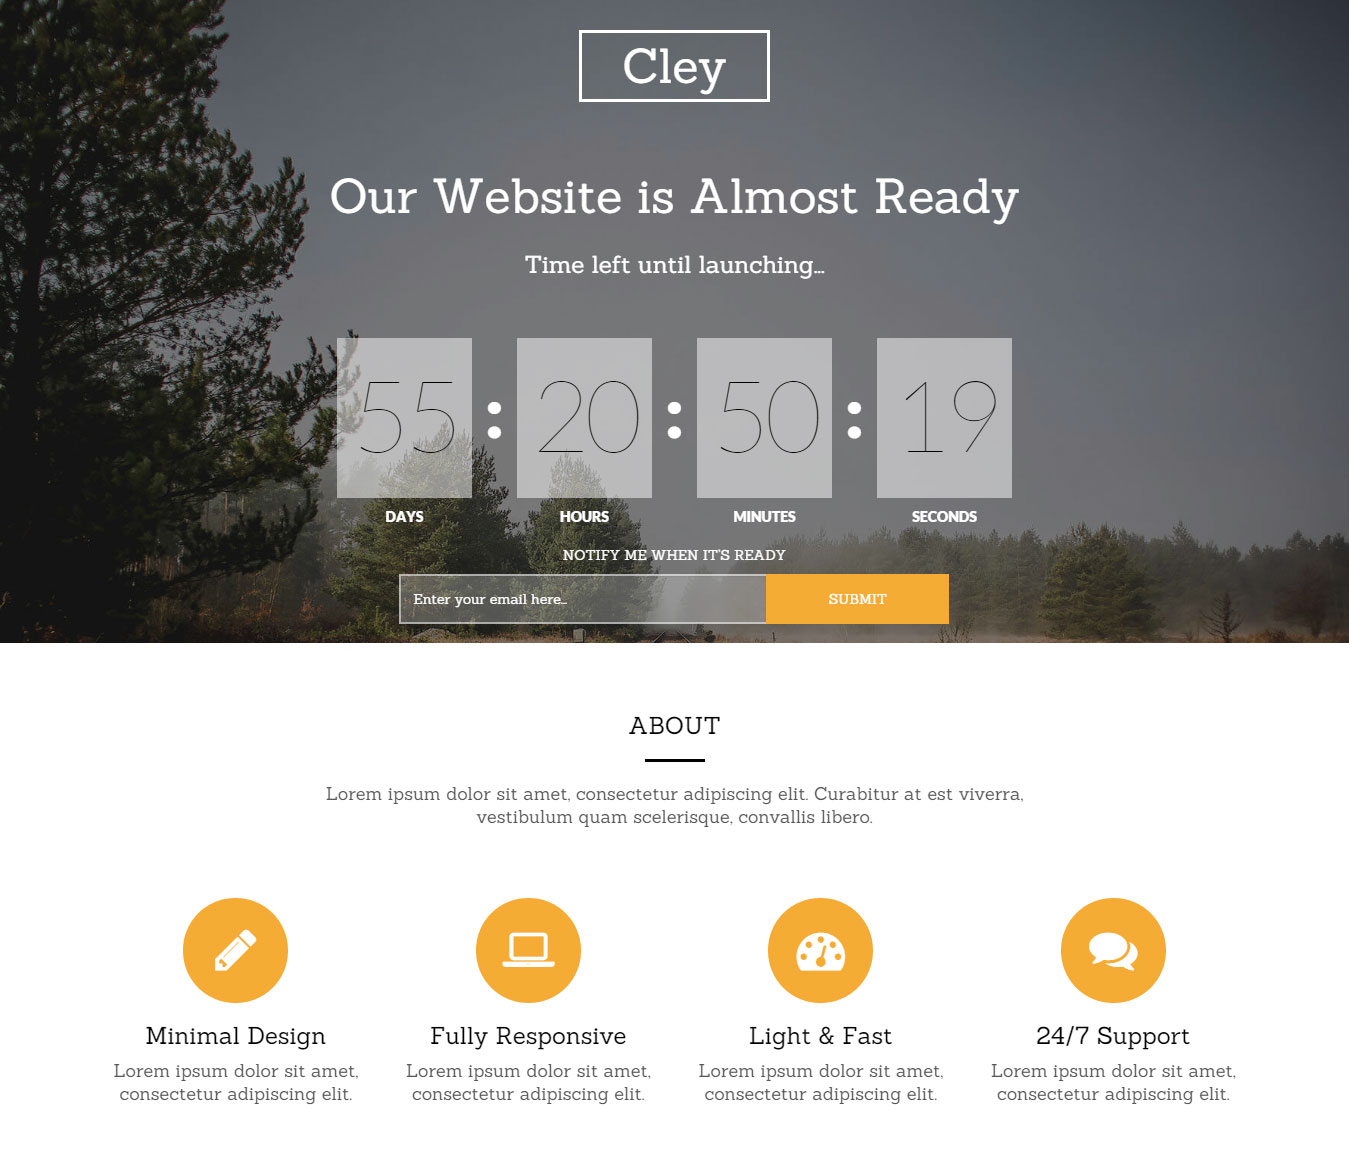 Cley
Our Website is Almost Ready
Time left until launching...
55 : 20 : 50 : 19
DAYS HOURS MINUTES SECONDS
NOTIFY ME WHEN IT'S READY
Enter your email here... SUBMIT
ABOUT
Lorem ipsum dolor sit amet, consectetur adipiscing elit. Curabitur at est viverra,
vestibulum quam scelerisque, convallis libero.
Minimal Design
Lorem ipsum dolor sit amet,
consectetur adipiscing elit.
Fully Responsive
Lorem ipsum dolor sit amet,
consectetur adipiscing elit.
Light & Fast
Lorem ipsum dolor sit amet,
consectetur adipiscing elit.
24/7 Support
Lorem ipsum dolor sit amet,
consectetur adipiscing elit.